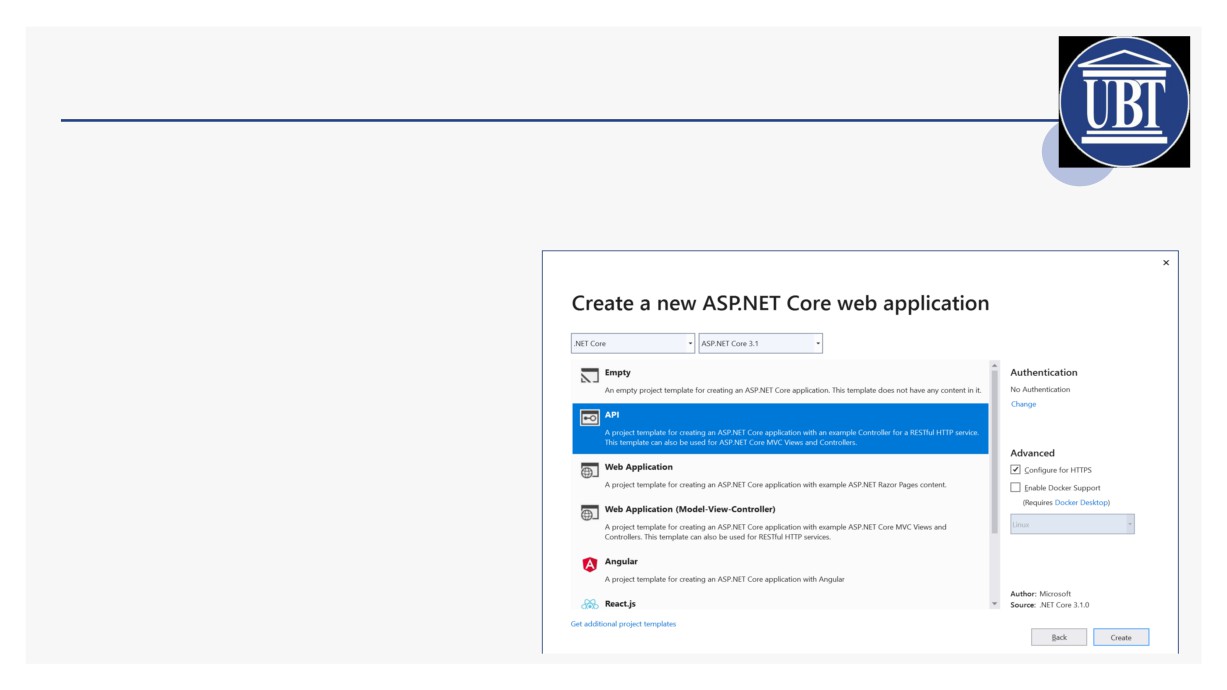 UBT
×
Create a new ASP.NET Core web application
.NET Core
ASP.NET Core 3.1
Empty
An empty project template for creating an ASP.NET Core application. This template does not have any content in it.
API
A project template for creating an ASP.NET Core application with an example Controller for a RESTful HTTP service.
This template can also be used for ASP.NET Core MVC Views and Controllers.
Web Application
A project template for creating an ASP.NET Core application with example ASP.NET Razor Pages content.
Web Application (Model-View-Controller)
A project template for creating an ASP.NET Core application with example ASP.NET Core MVC Views and
Controllers. This template can also be used for RESTful HTTP services.
Angular
A project template for creating an ASP.NET Core application with Angular
React.js
Get additional project templates
Authentication
No Authentication
Change
Advanced
Configure for HTTPS
Enable Docker Support
(Requires Docker Desktop)
Linux
Author: Microsoft
Source: .NET Core 3.1.0
Back
Create